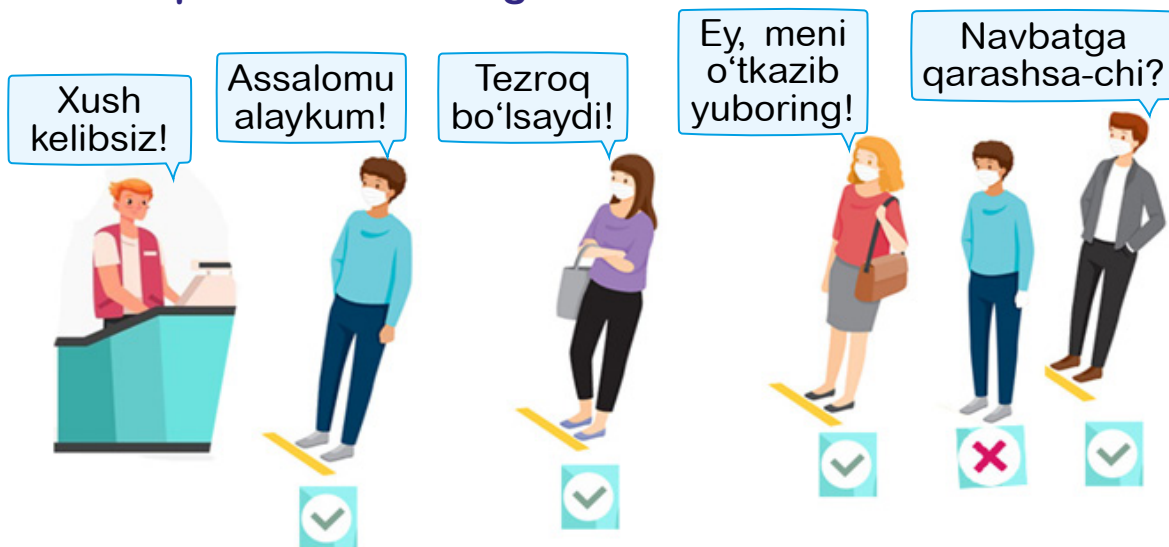 Xush
kelibsiz!
Assalomu
alaykum!
Tezroq
bo‘lsaydi!
Ey, meni
o‘tkazib
yuboring!
Navbatga
qarashsa-chi?